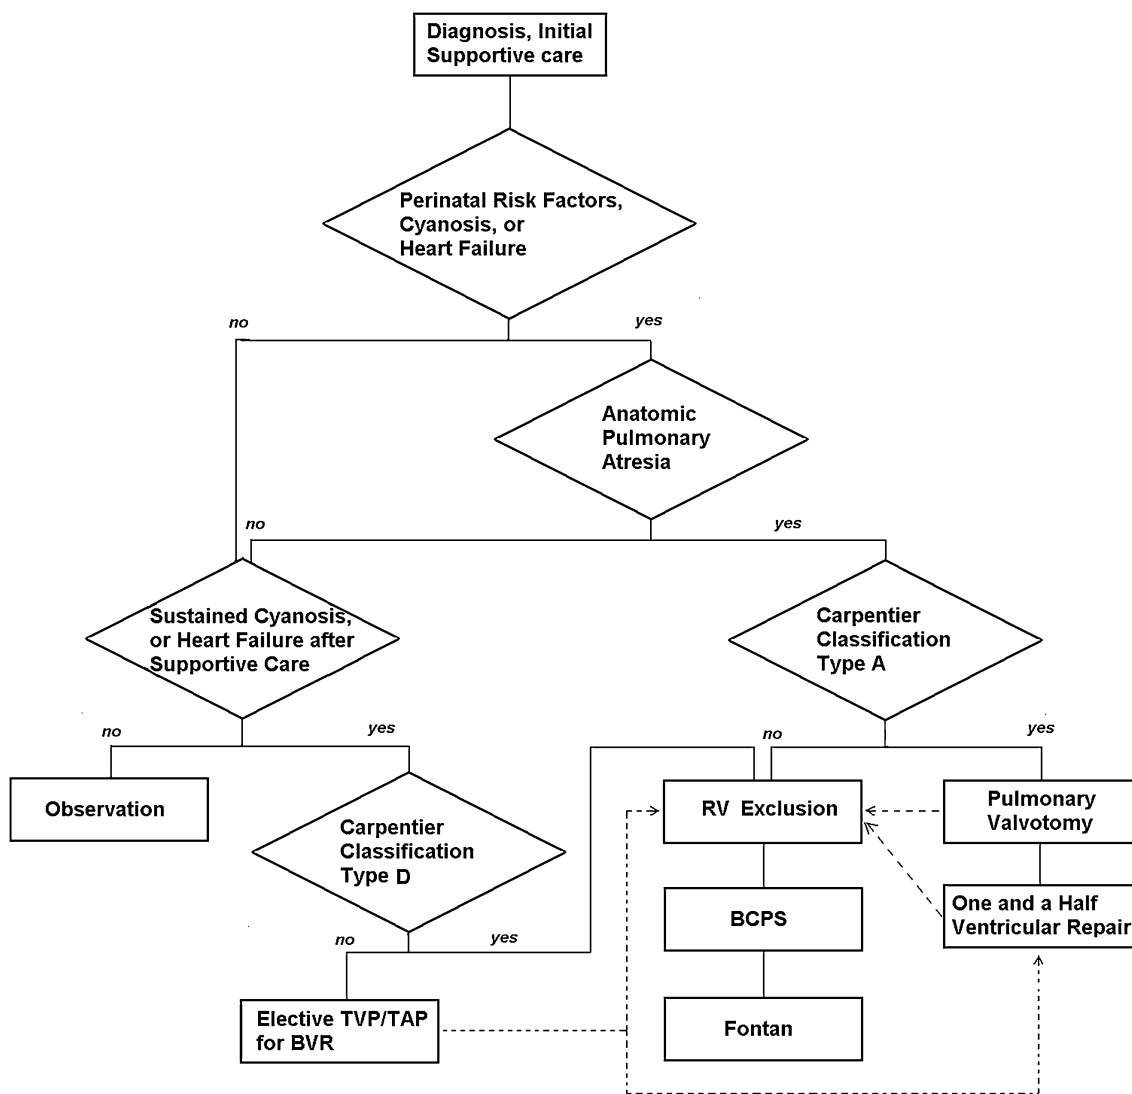 Diagnosis, Initial
Supportive care
Perinatal Risk Factors,
Cyanosis, or
Heart Failure
no
yes
Anatomic
Pulmonary
Atresia
no
yes
Sustained Cyanosis,
or Heart Failure after
Supportive Care
Carpentier
Classification
Type A
no
yes
no
yes
Observation
Carpentier
Classification
Type D
RV Exclusion
Pulmonary
Valvotomy
BCPS
One and a Half
Ventricular Repair
no
yes
Elective TVP/TAP
for BVR
Fontan